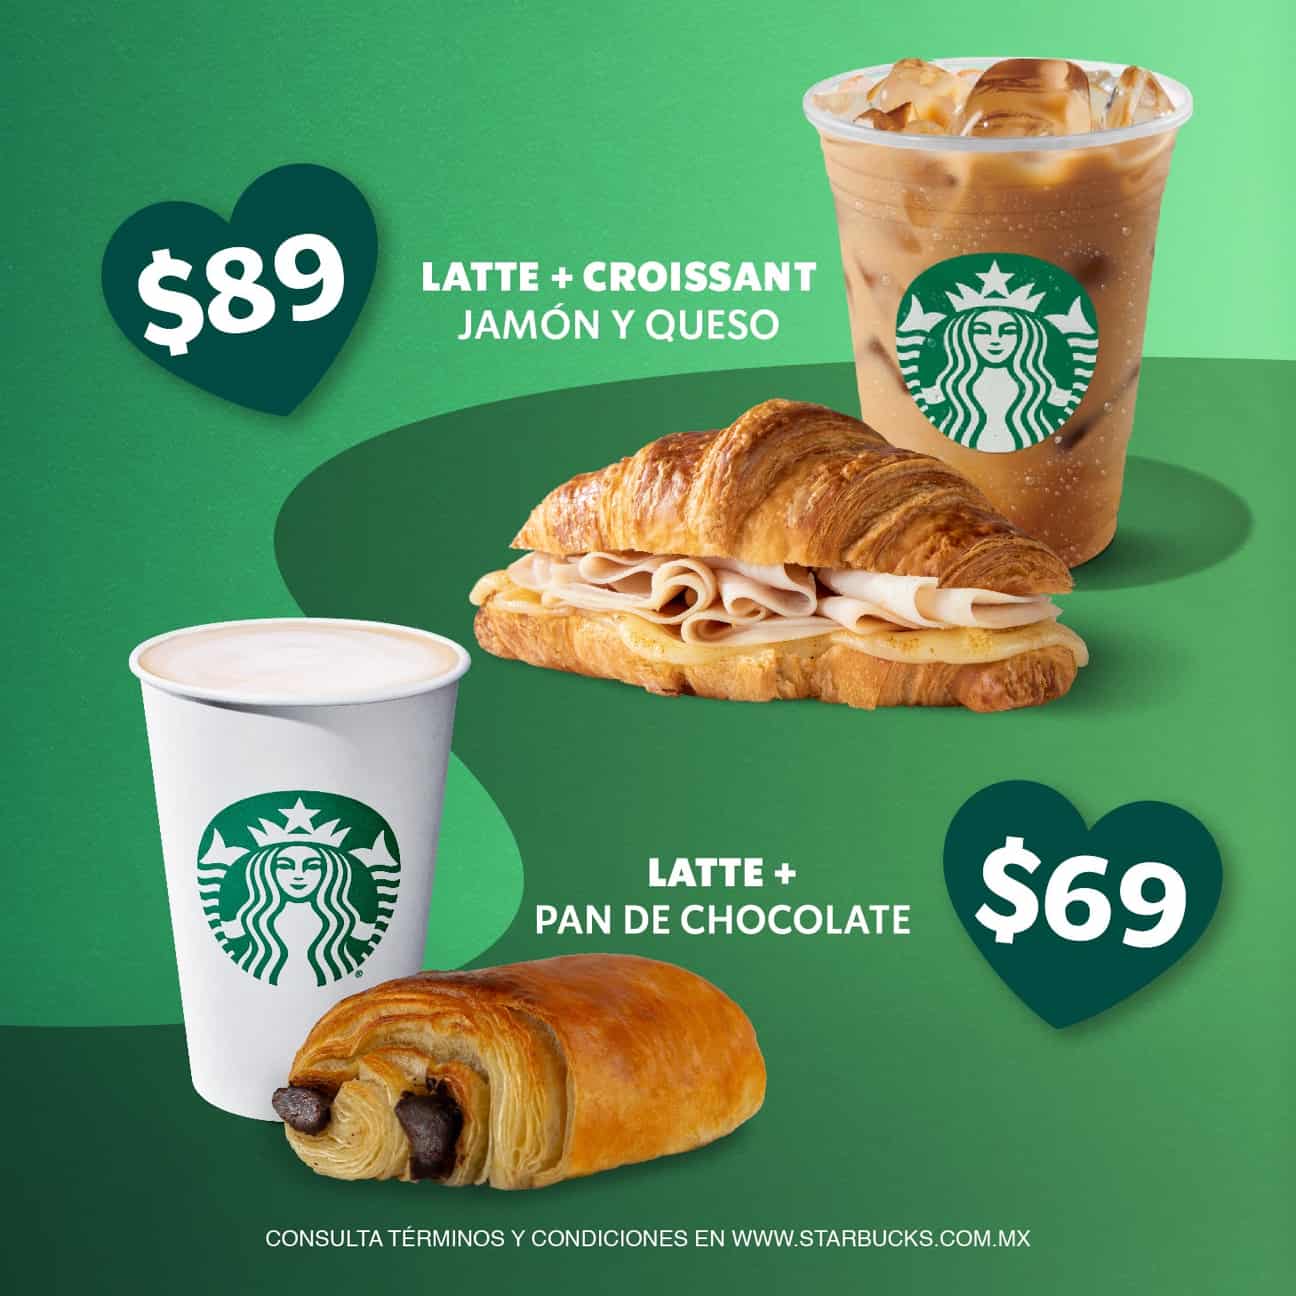 $89
LATTE + CROISSANT
JAMÓN Y QUESO
LATTE +
PAN DE CHOCOLATE
$69
CONSULTA TÉRMINOS Y CONDICIONES EN WWW.STARBUCKS.COM.MX